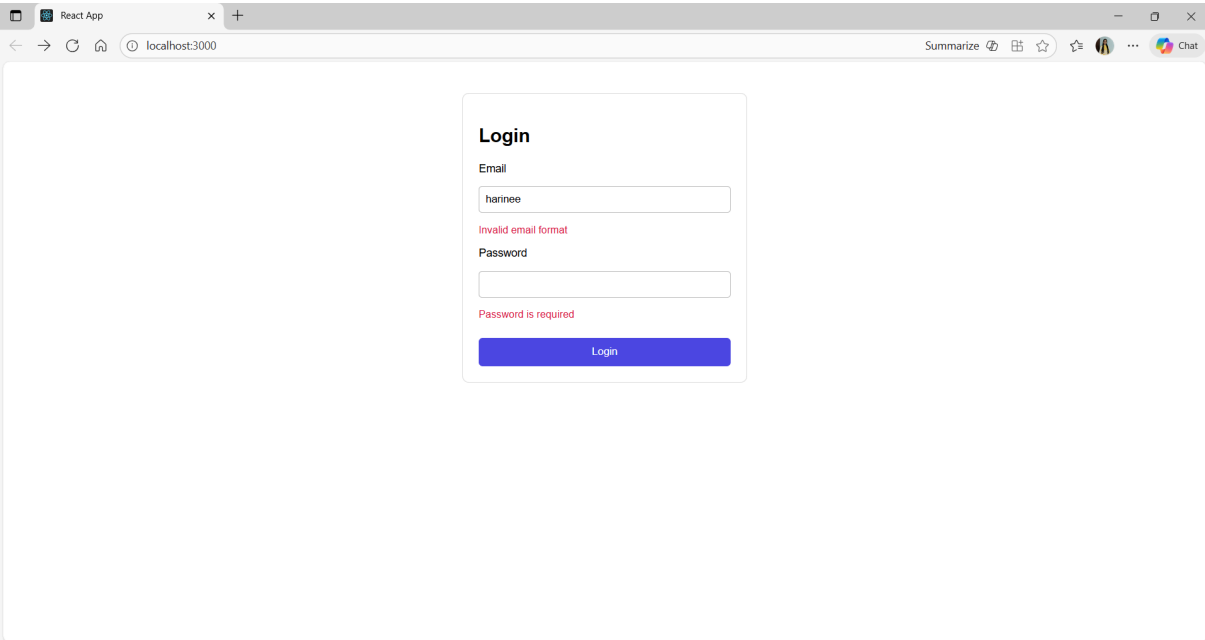 React App
localhost:3000
Summarize
Chat
Login
Email
harinee
Invalid email format
Password
Password is required
Login